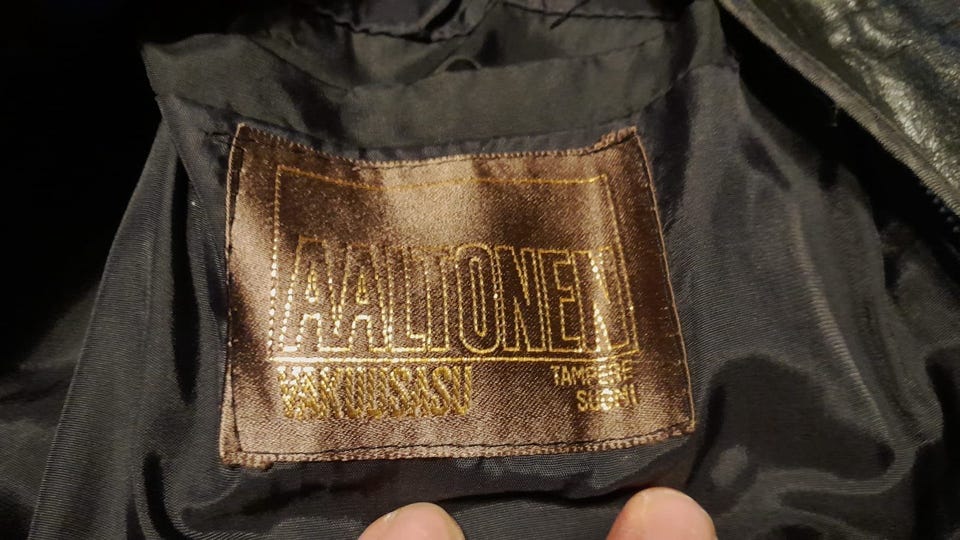 AALTONEN
TAMPERE
SUOMI